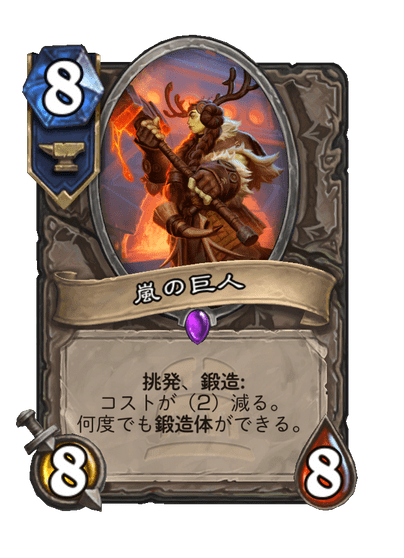 8
嵐の巨人
挑発、鍛造:
コストが（2）減る。
何度でも鍛造体ができる。
8
8